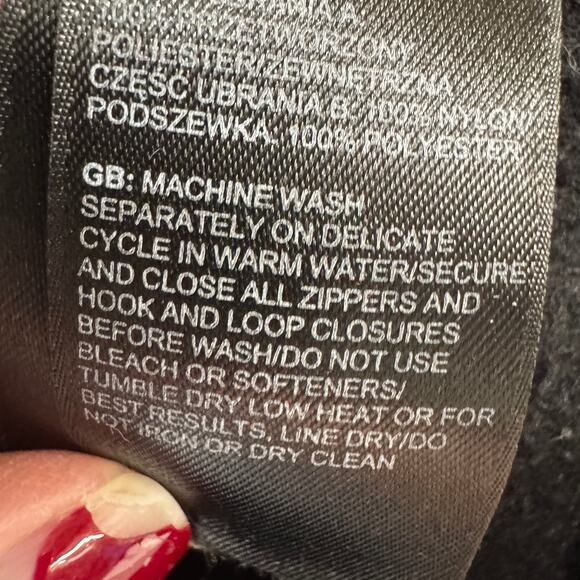 100% PRZETWORZONY
POLIESTER/ZEWNĘTRZNA
CZĘŚĆ UBRANIA B: 100% NYLON/
PODSZEWKA. 100% POLYESTER
GB: MACHINE WASH
SEPARATELY ON DELICATE
CYCLE IN WARM WATER/SECURE
AND CLOSE ALL ZIPPERS AND
HOOK AND LOOP CLOSURES
BEFORE WASH/DO NOT USE
BLEACH OR SOFTENERS/
TUMBLE DRY LOW HEAT OR FOR
BEST RESULTS, LINE DRY/DO
NOT IRON OR DRY CLEAN